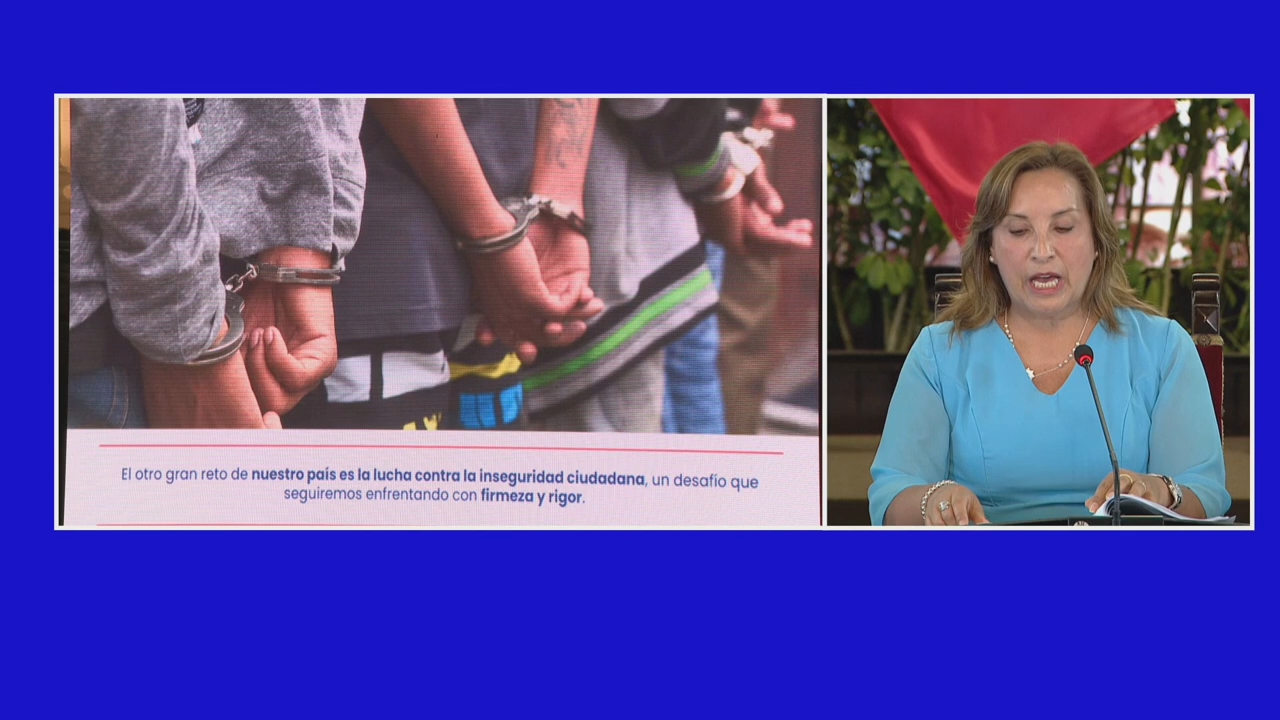 El otro gran reto de nuestro país es la lucha contra la inseguridad ciudadana, un desafío que
seguiremos enfrentando con firmeza y rigor.